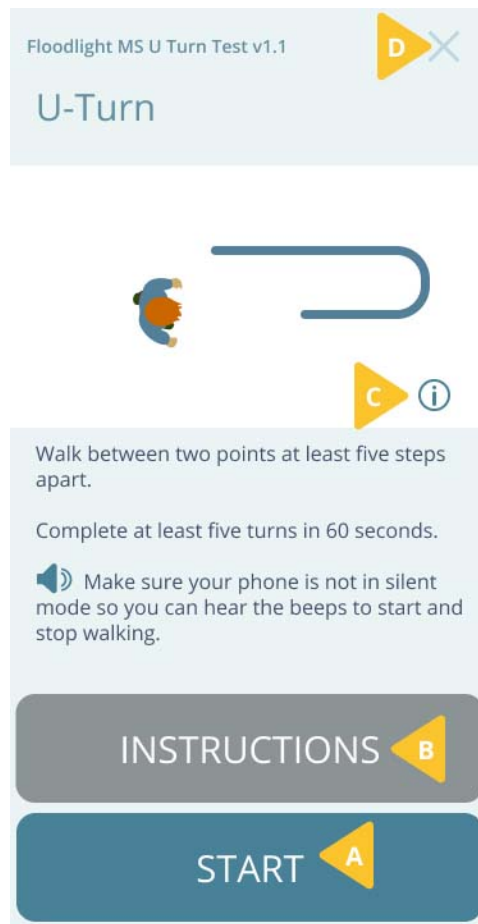 Floodlight MS U Turn Test v1.1
D
U-Turn
C
Walk between two points at least five steps
apart.
Complete at least five turns in 60 seconds.
Make sure your phone is not in silent
mode so you can hear the beeps to start and
stop walking.
INSTRUCTIONS
B
START
A